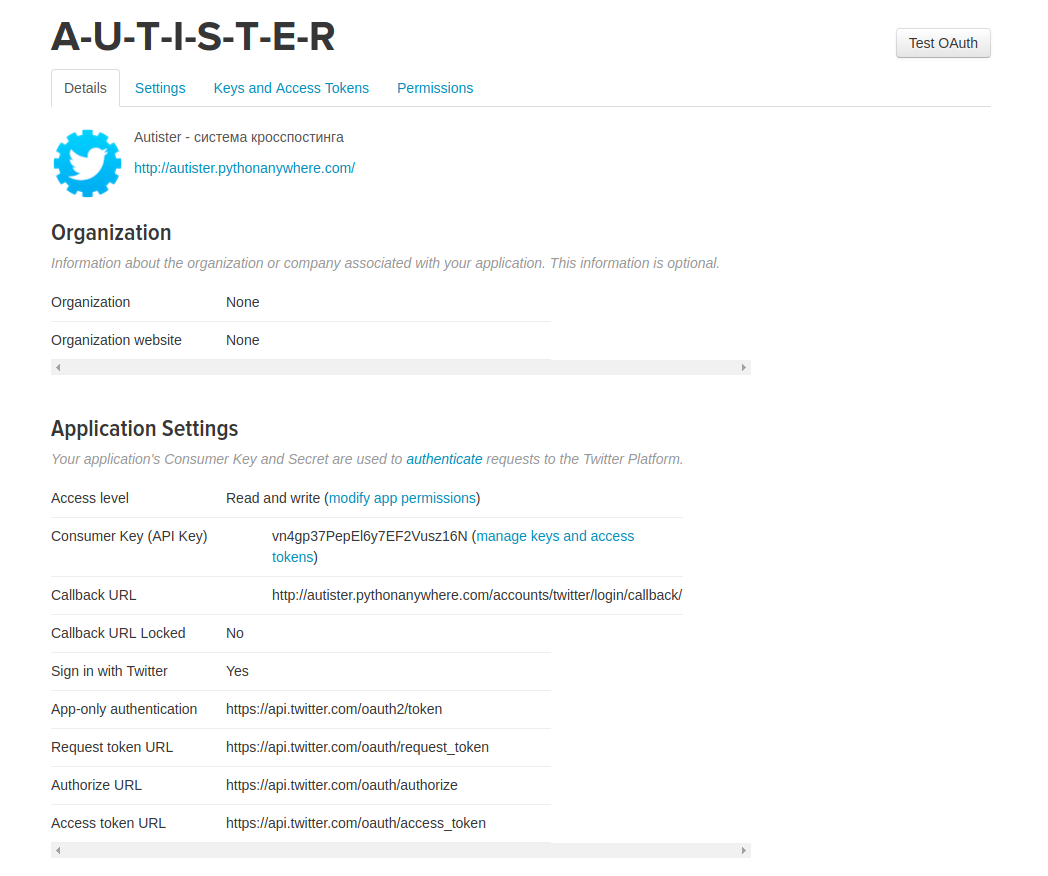 A-U-T-I-S-T-E-R
Test OAuth
Details Settings Keys and Access Tokens Permissions
Autister - система кросспостинга
http://autister.pythonanywhere.com/
Organization
Information about the organization or company associated with your application. This information is optional.
Organization None
Organization website None
Application Settings
Your application's Consumer Key and Secret are used to authenticate requests to the Twitter Platform.
Access level Read and write (modify app permissions)
Consumer Key (API Key) vn4gp37PepEl6y7EF2Vusz16N (manage keys and access
tokens)
Callback URL http://autister.pythonanywhere.com/accounts/twitter/login/callback/
Callback URL Locked No
Sign in with Twitter Yes
App-only authentication https://api.twitter.com/oauth2/token
Request token URL https://api.twitter.com/oauth/request_token
Authorize URL https://api.twitter.com/oauth/authorize
Access token URL https://api.twitter.com/oauth/access_token